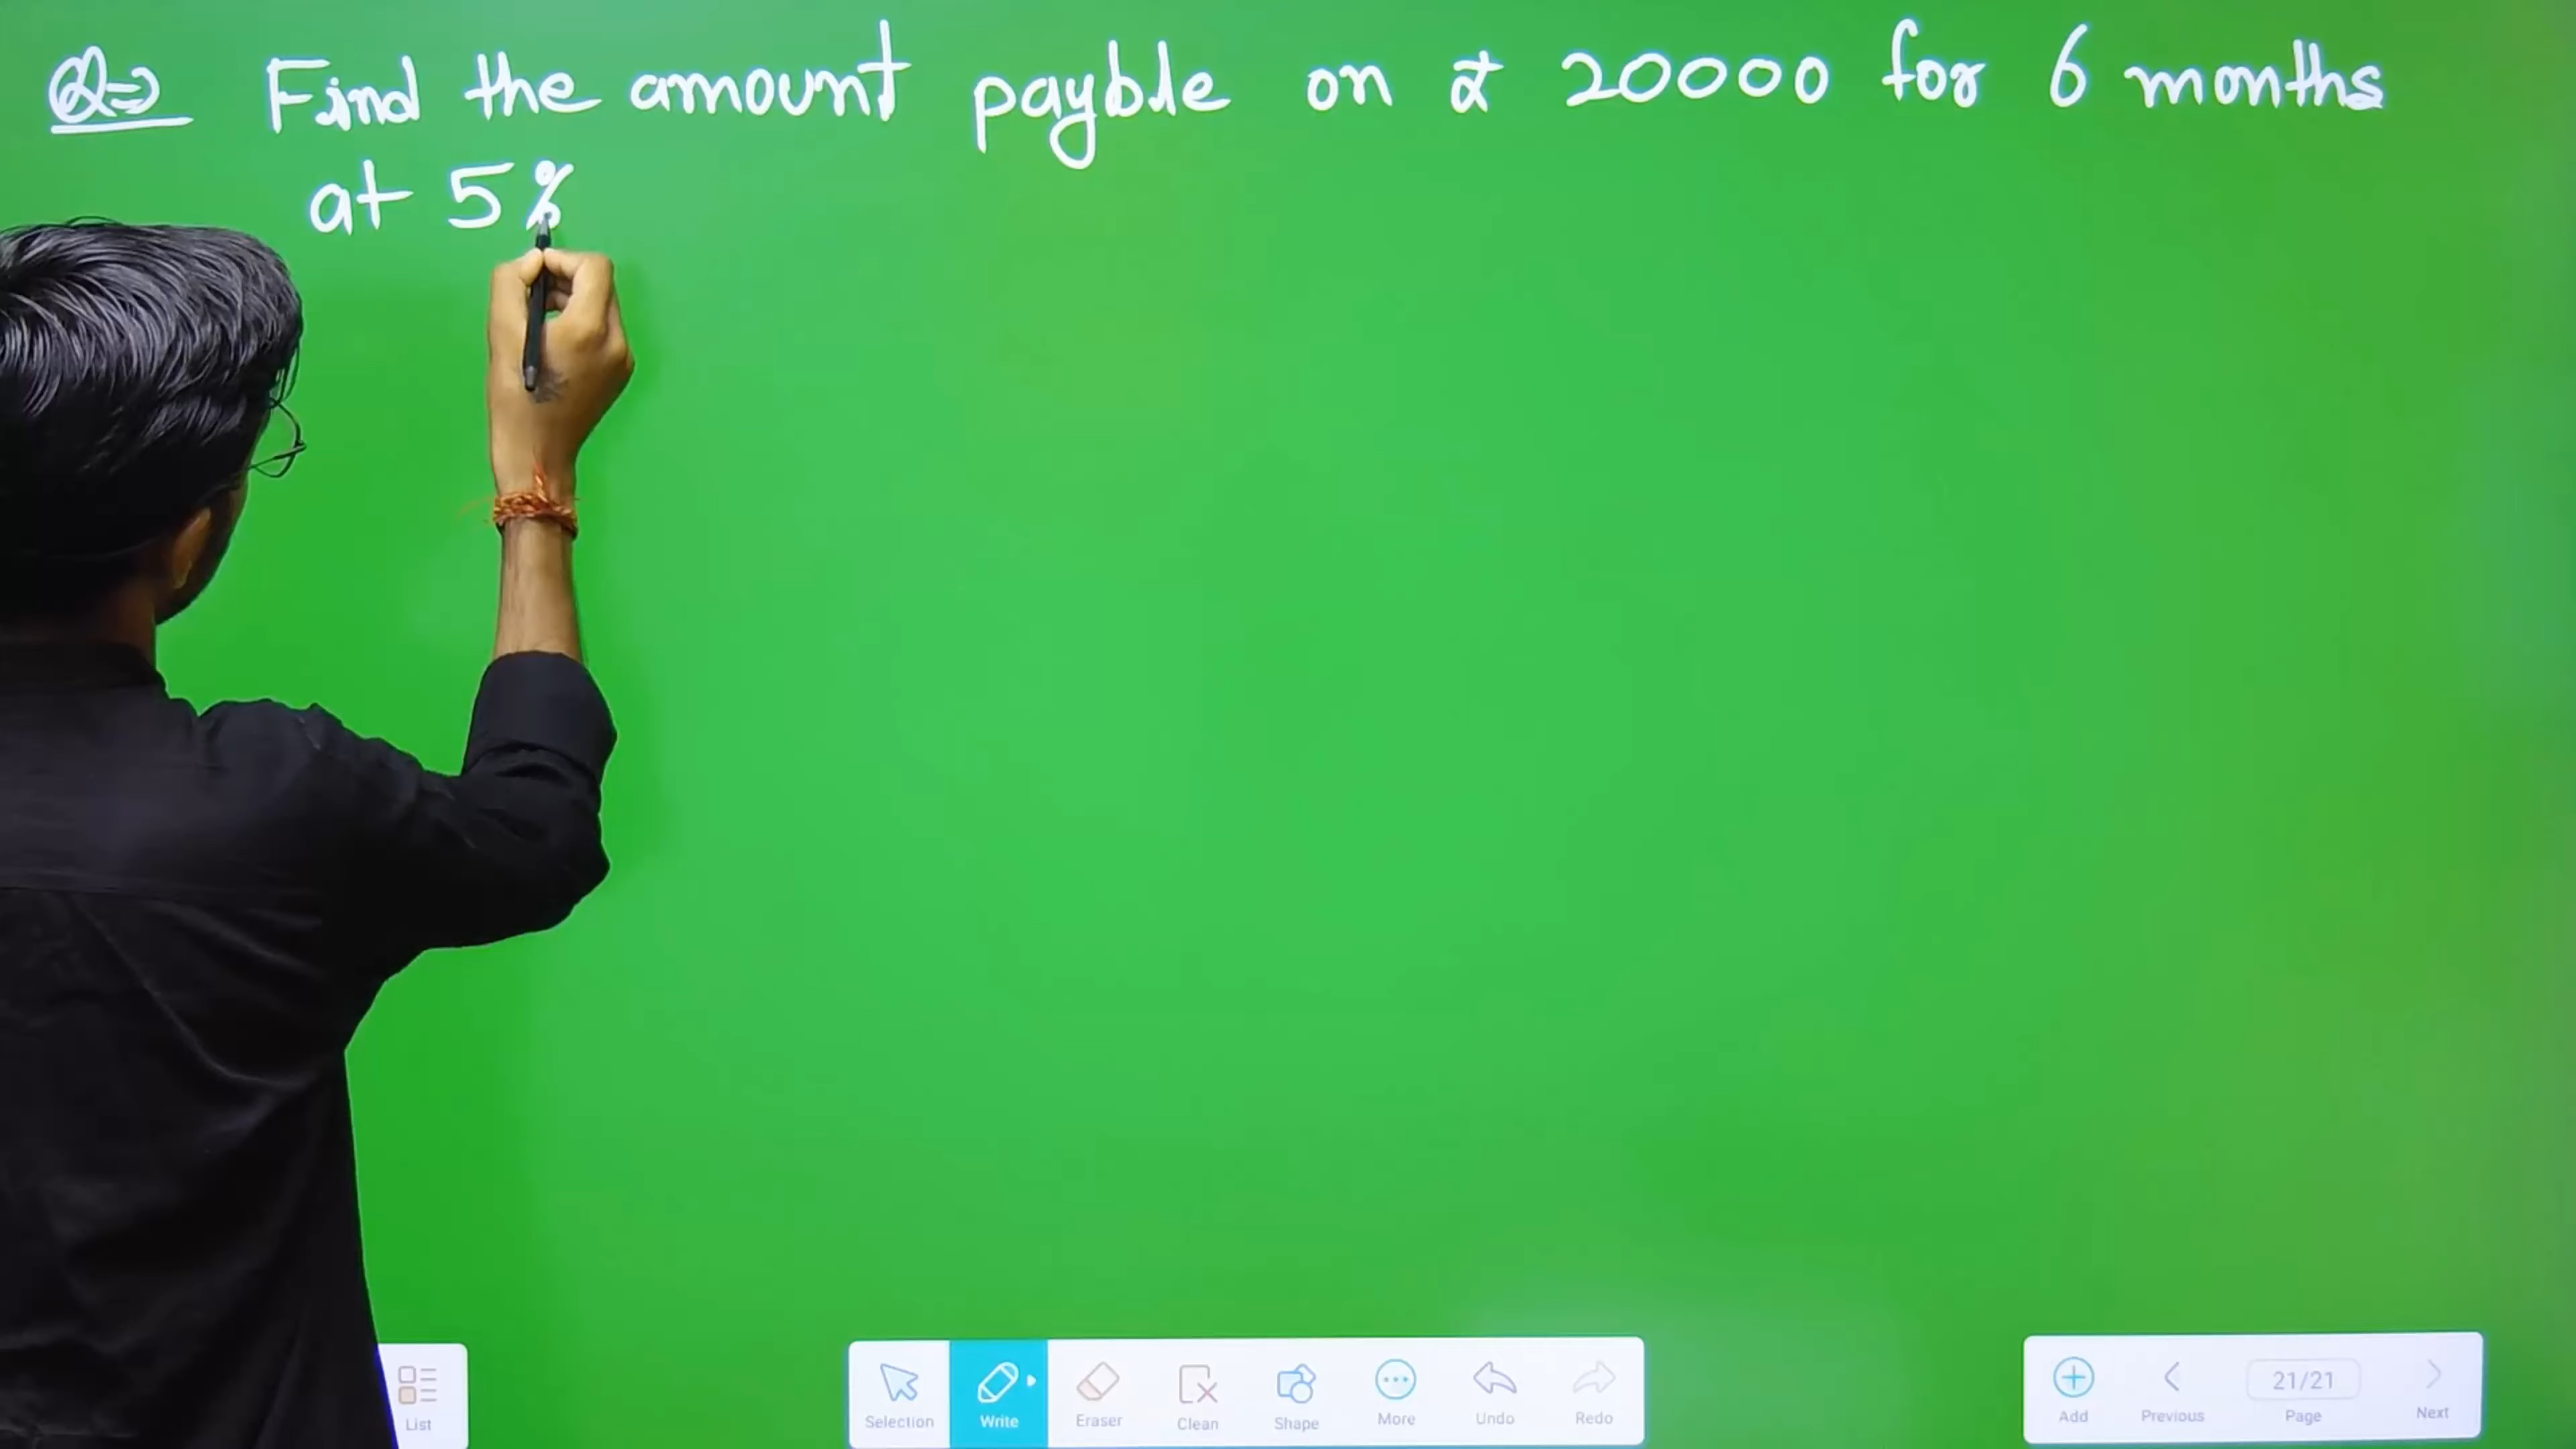 Q⇒ Find the amount payble on ₹ 20000 for 6 months
at 5%
List
Selection
Write
Eraser
Clean
Shape
More
Undo
Redo
Add
Previous
21/21
Page
Next